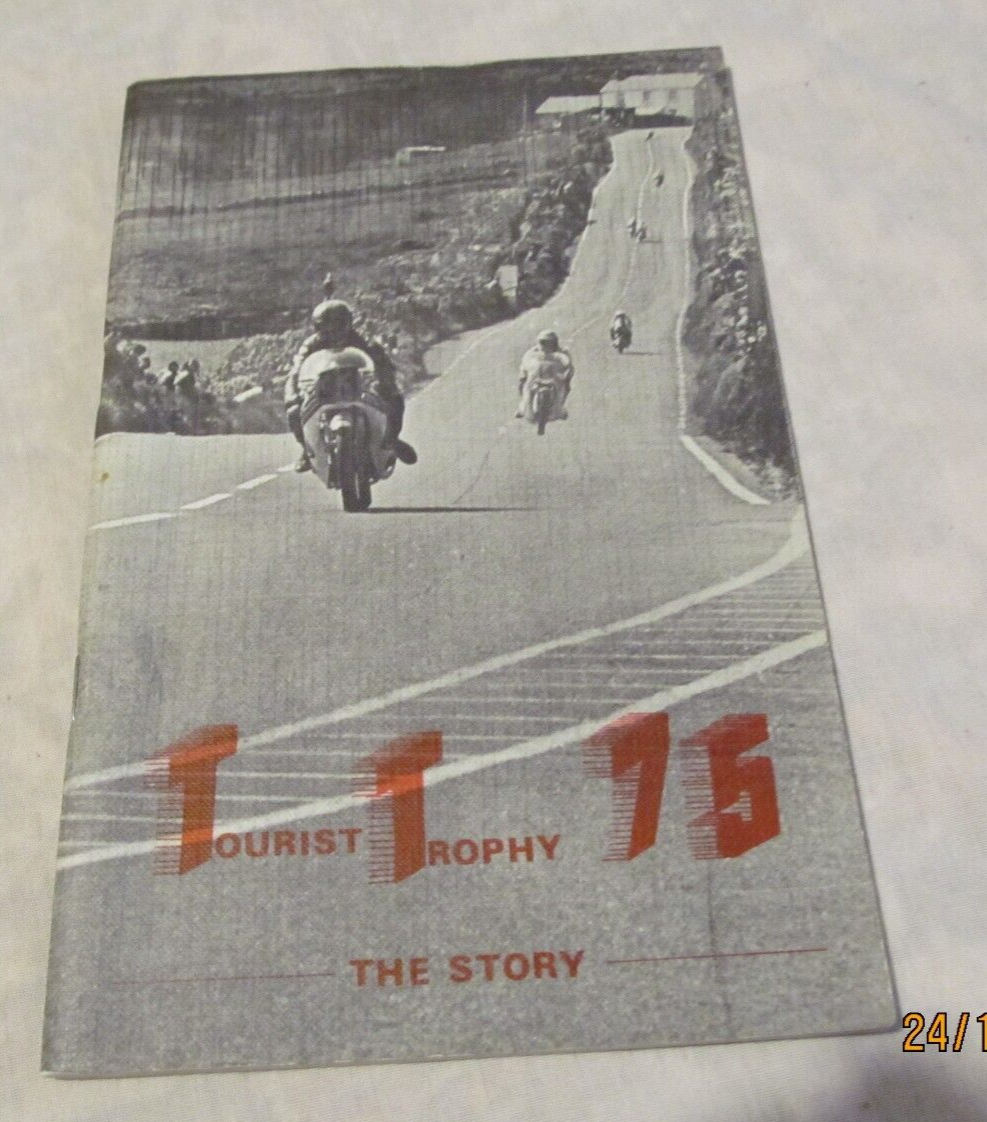 TOURIST TROPHY 75
THE STORY
24/1